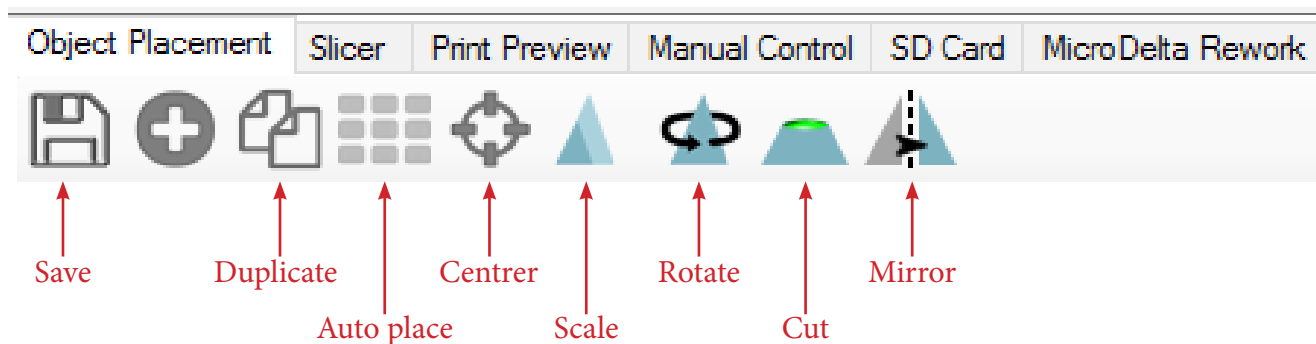 Object Placement Slicer Print Preview Manual Control SD Card MicroDelta Rework
Save Duplicate Centrer Rotate Mirror
Auto place Scale Cut